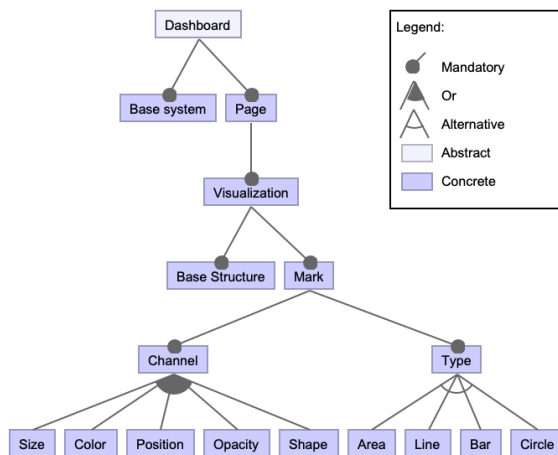 Dashboard
Legend:
Mandatory
Base system
Page
Or
Alternative
Abstract
Concrete
Visualization
Base Structure
Mark
Channel
Type
Size
Color
Position
Opacity
Shape
Area
Line
Bar
Circle